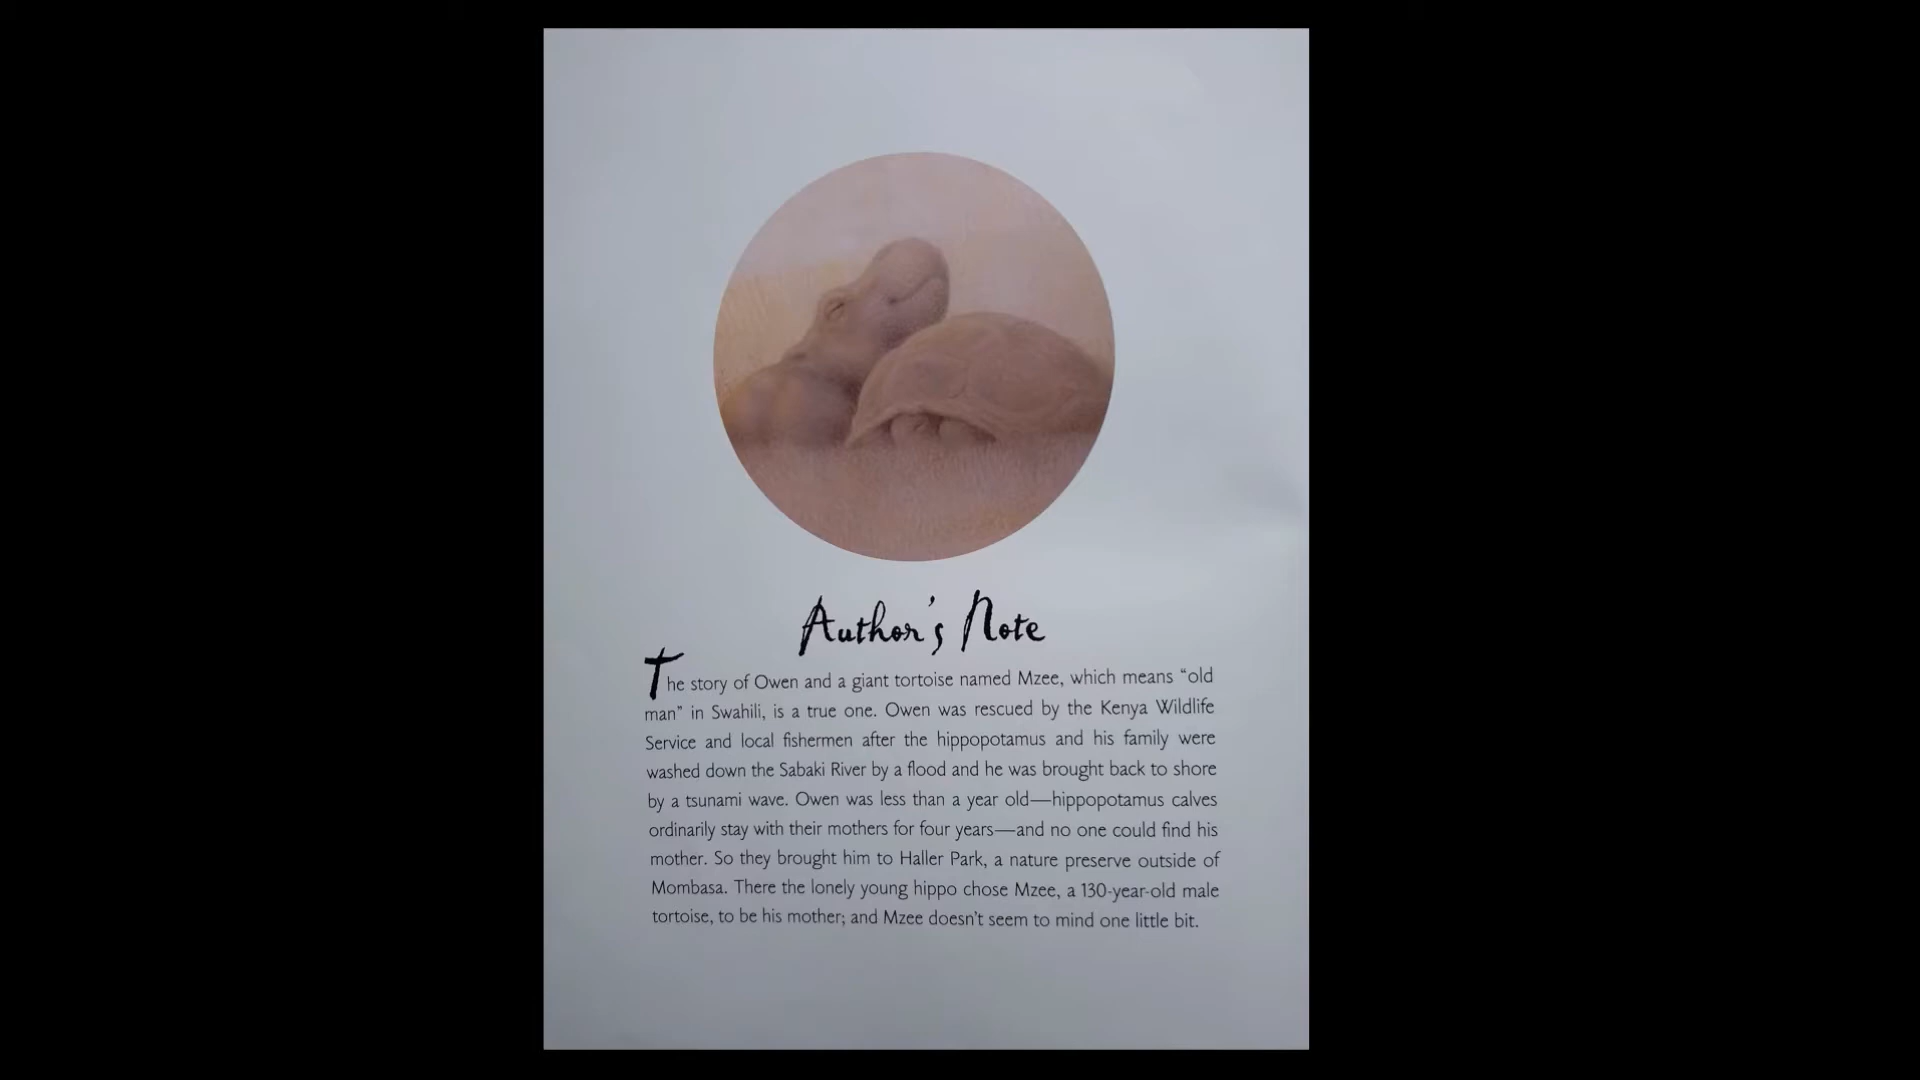 Author's Note
The story of Owen and a giant tortoise named Mzee, which means “old
man” in Swahili, is a true one. Owen was rescued by the Kenya Wildlife
Service and local fishermen after the hippopotamus and his family were
washed down the Sabaki River by a flood and he was brought back to shore
by a tsunami wave. Owen was less than a year old—hippopotamus calves
ordinarily stay with their mothers for four years—and no one could find his
mother. So they brought him to Haller Park, a nature preserve outside of
Mombasa. There the lonely young hippo chose Mzee, a 130-year-old male
tortoise, to be his mother; and Mzee doesn't seem to mind one little bit.